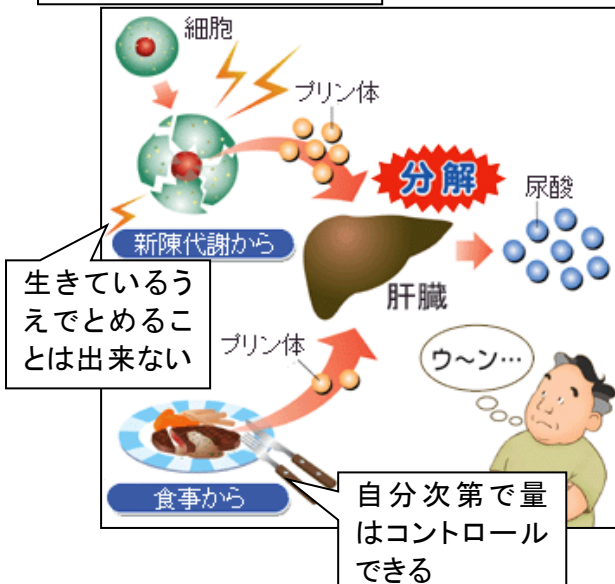 細胞
プリン体
分解
尿酸
新陳代謝から
肝臓
生きているう
えでとめるこ
とは出来ない
プリン体
ウ～ン…
食事から
自分次第で量
はコントロール
できる